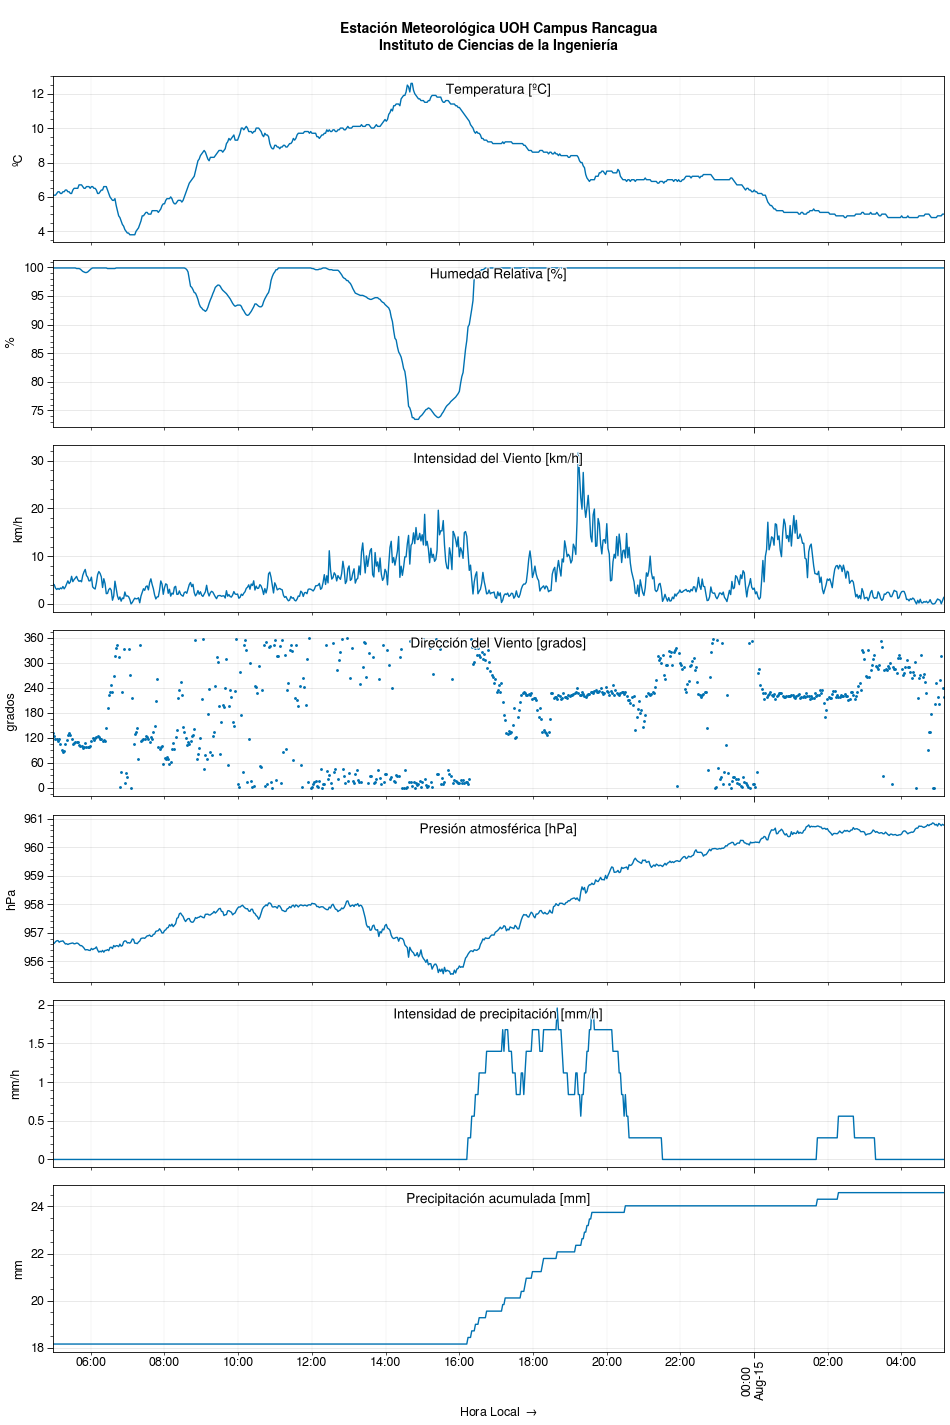 Estación Meteorológica UOH Campus Rancagua
Instituto de Ciencias de la Ingeniería
Temperatura [ºC]
ºC
12
10
8
6
4
Humedad Relativa [%]
%
100
95
90
85
80
75
Intensidad del Viento [km/h]
km/h
30
20
10
0
Dirección del Viento [grados]
grados
360
300
240
180
120
60
0
Presión atmosférica [hPa]
hPa
961
960
959
958
957
956
Intensidad de precipitación [mm/h]
mm/h
2
1.5
1
0.5
0
Precipitación acumulada [mm]
mm
24
22
20
18
06:00 08:00 10:00 12:00 14:00 16:00 18:00 20:00 22:00 00:00 02:00 04:00
Aug-15
Hora Local →